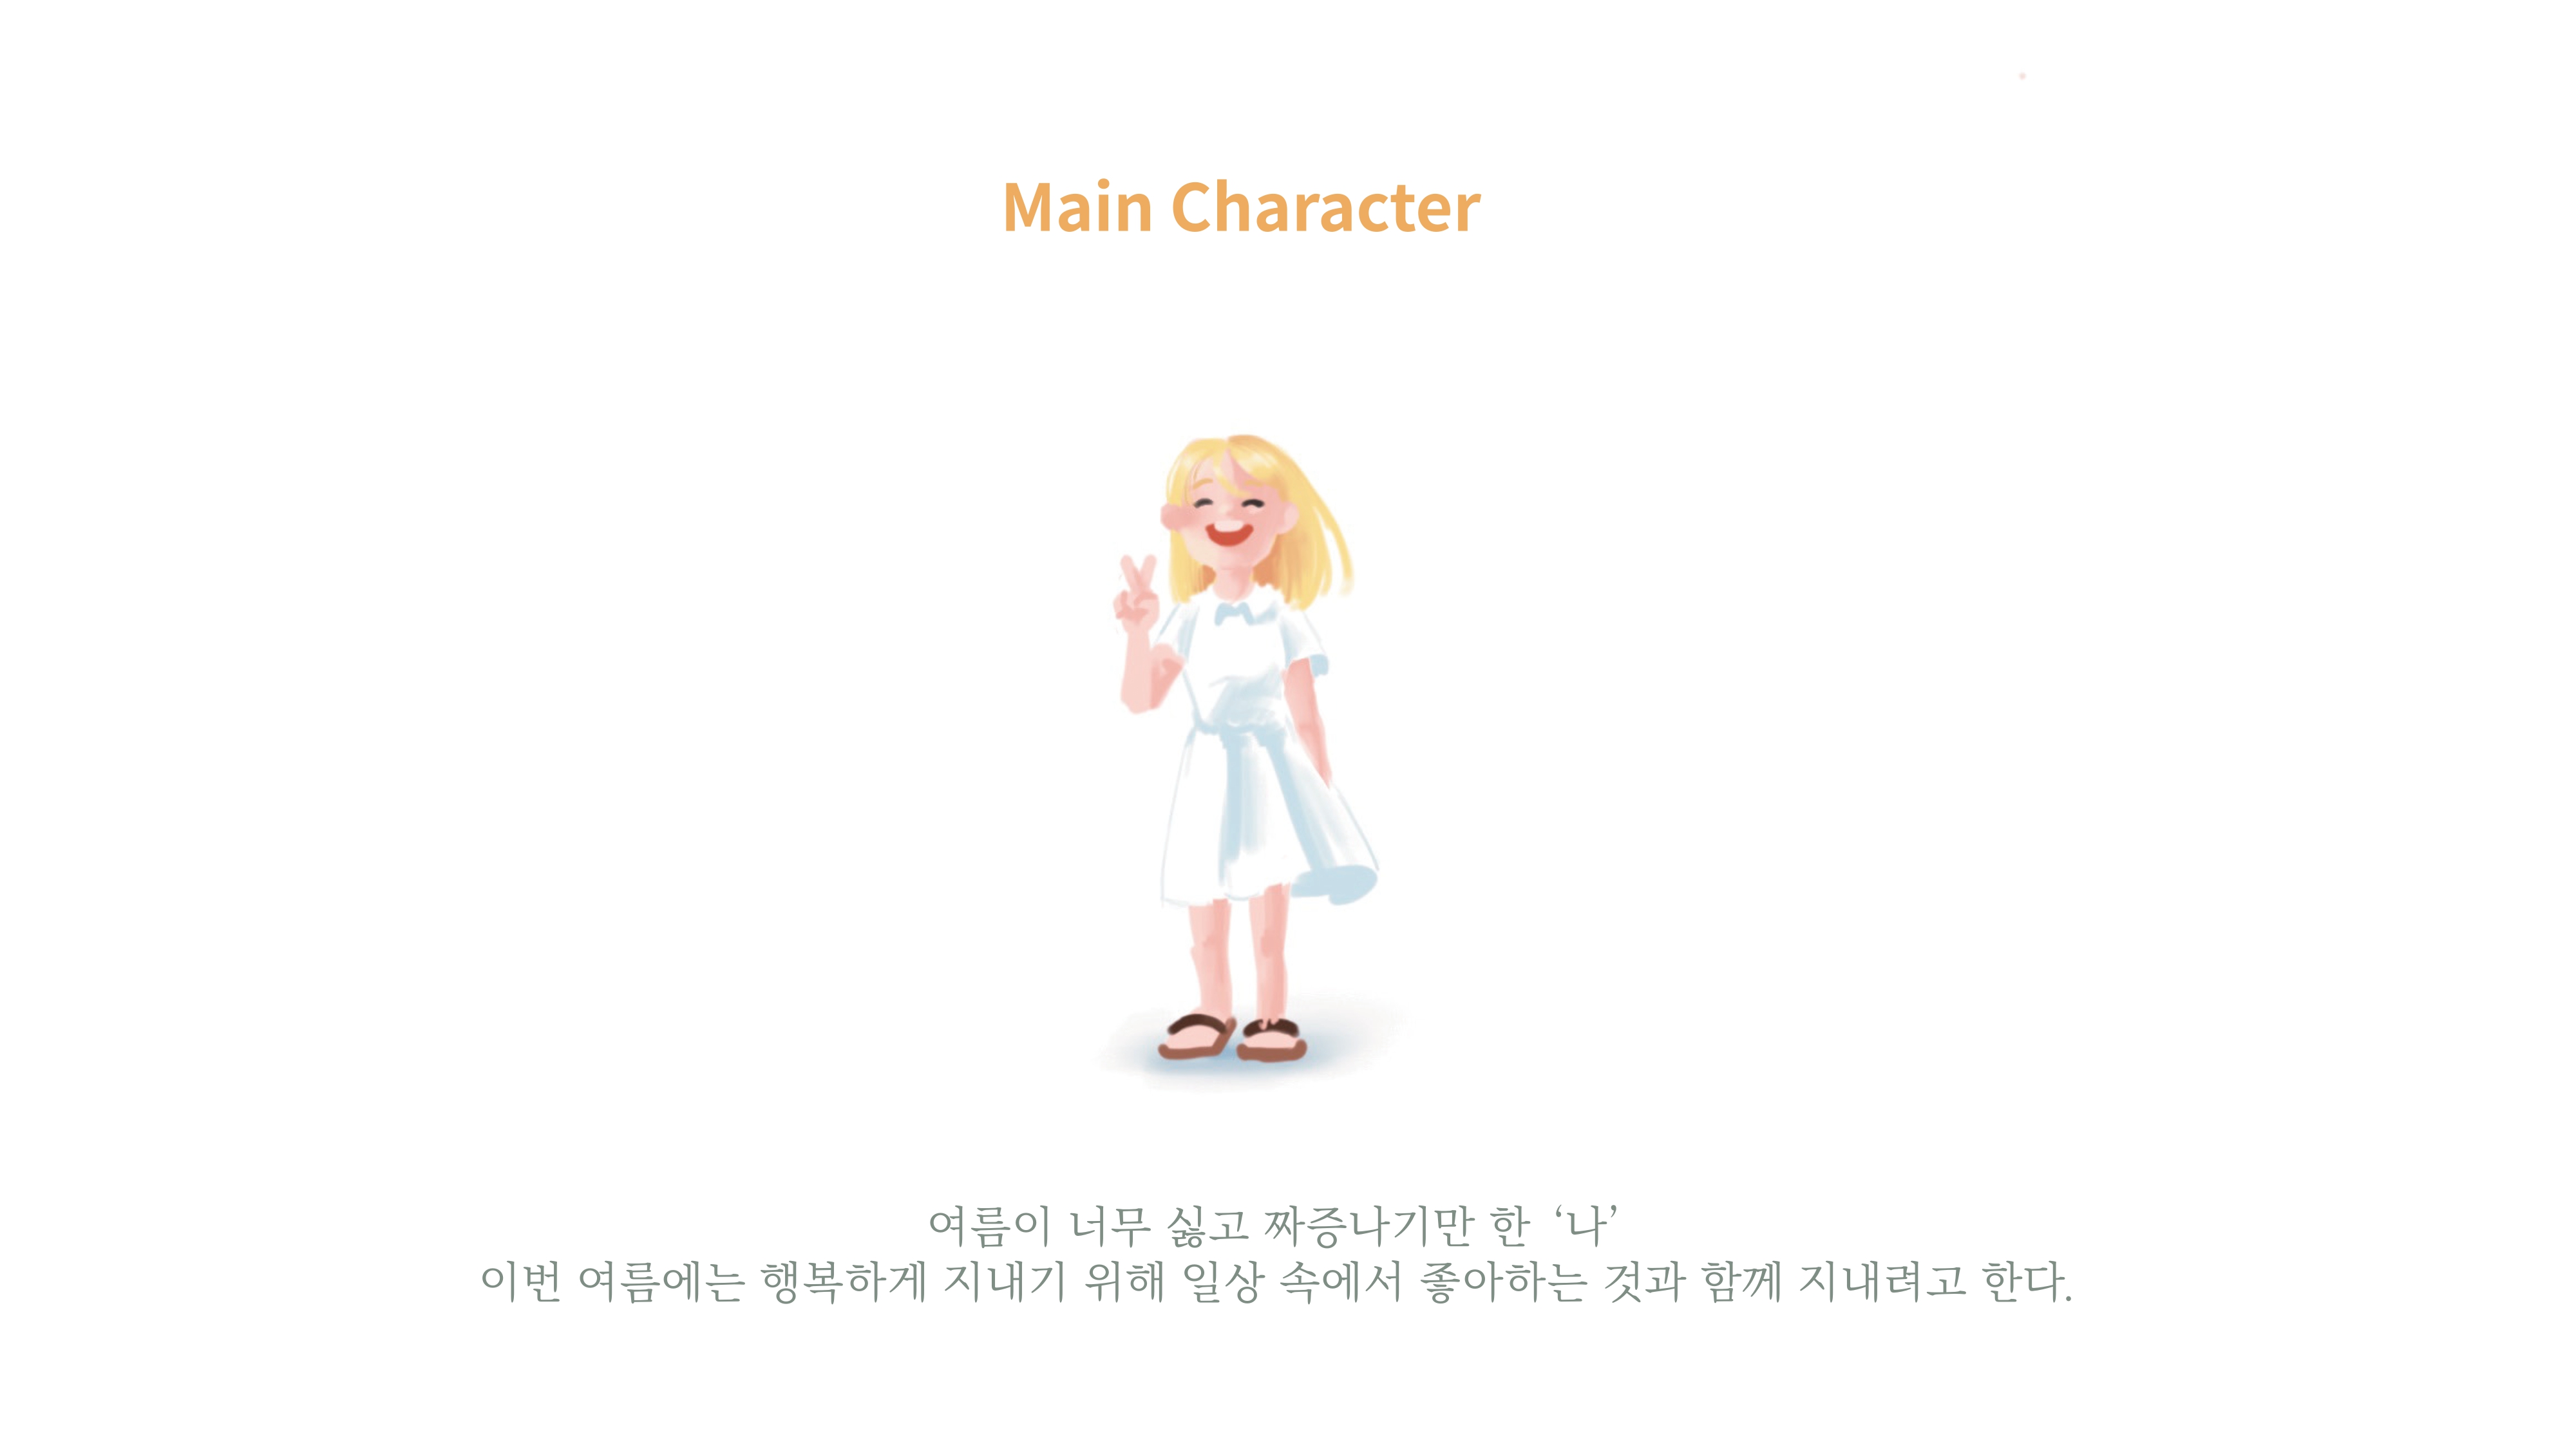 Main Character
여름이 너무 싫고 짜증나기만 한 ‘나’
이번 여름에는 행복하게 지내기 위해 일상 속에서 좋아하는 것과 함께 지내려고 한다.